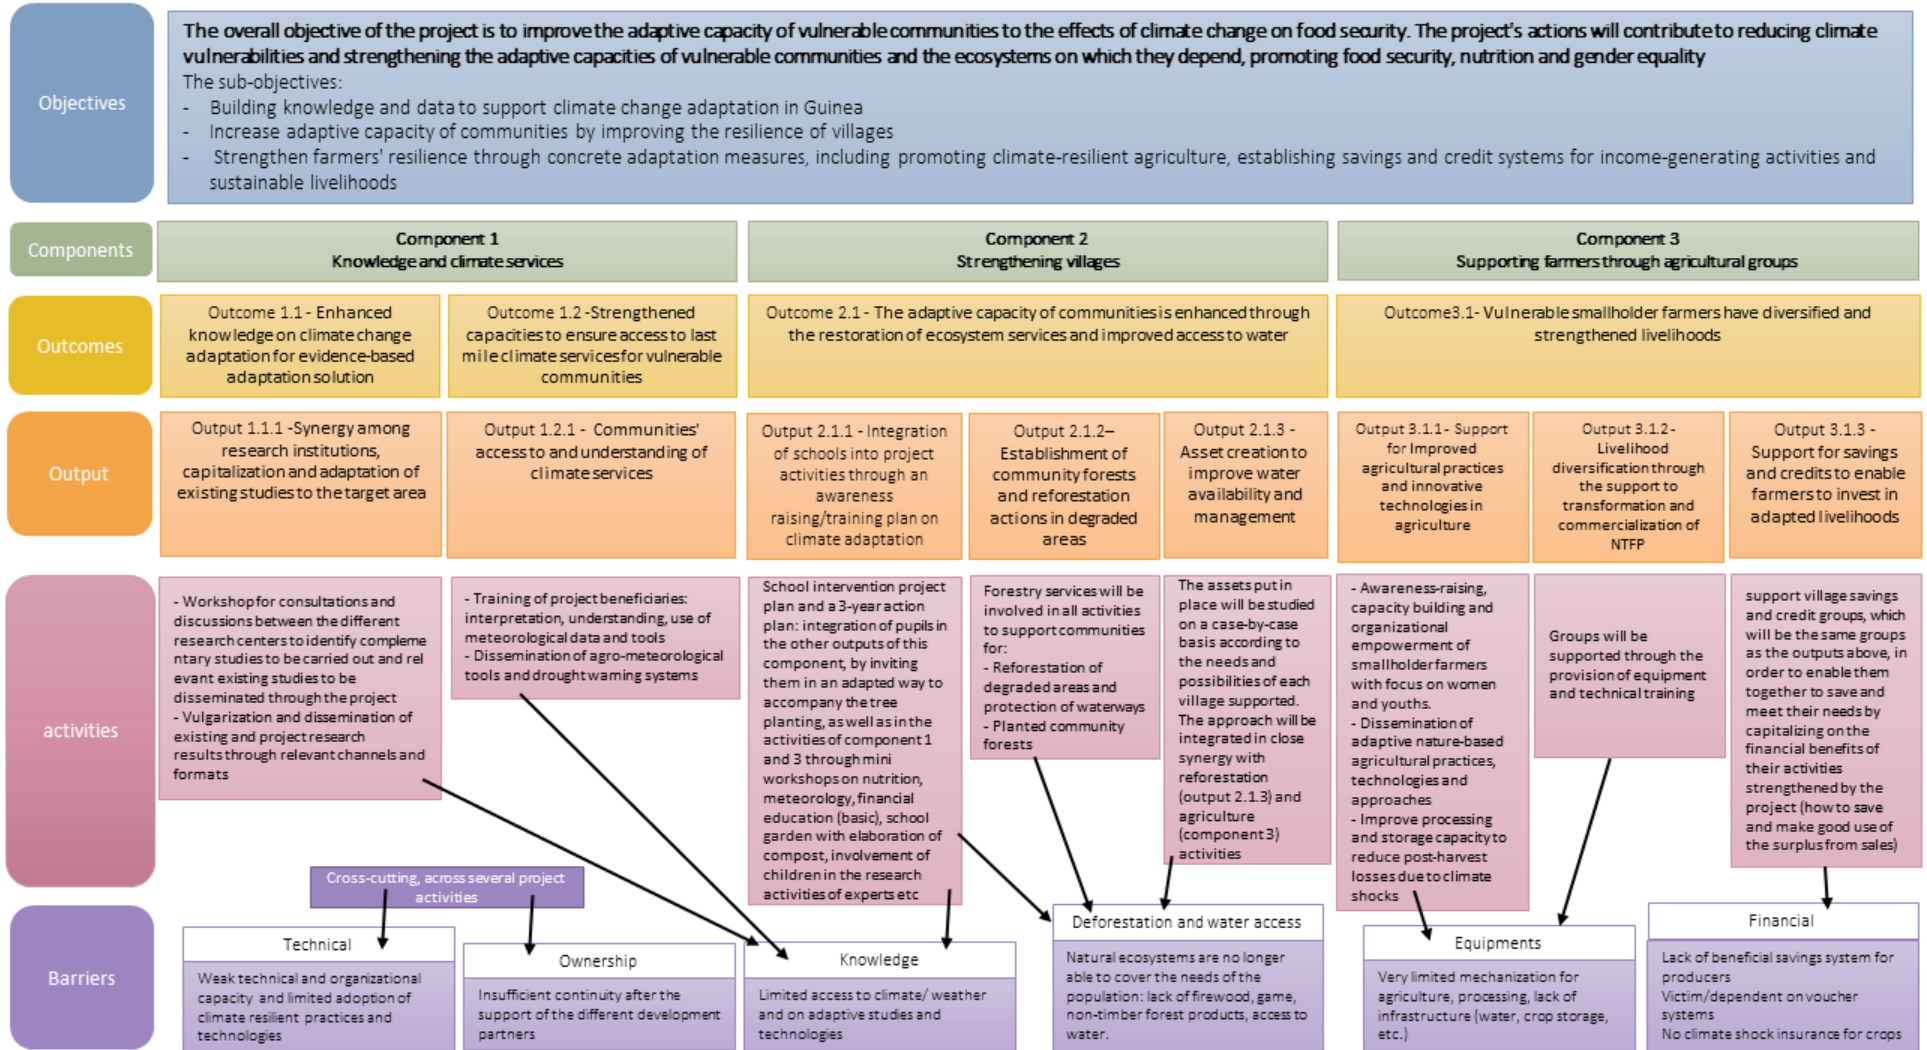 Objectives
The overall objective of the project is to improve the adaptive capacity of vulnerable communities to the effects of climate change on food security. The project's actions will contribute to reducing climate
vulnerabilities and strengthening the adaptive capacities of vulnerable communities and the ecosystems on which they depend, promoting food security, nutrition and gender equality
The sub-objectives:
- Building knowledge and data to support climate change adaptation in Guinea
- Increase adaptive capacity of communities by improving the resilience of villages
- Strengthen farmers' resilience through concrete adaptation measures, including promoting climate-resilient agriculture, establishing savings and credit systems for income-generating activities and
sustainable livelihoods
Components
Component 1
Knowledge and climate services
Component 2
Strengthening villages
Component 3
Supporting farmers through agricultural groups
Outcomes
Outcome 1.1 - Enhanced
knowledge on climate change
adaptation for evidence-based
adaptation solution
Outcome 1.2 -Strengthened
capacities to ensure access to last
mile climate services for vulnerable
communities
Outcome 2.1 - The adaptive capacity of communities is enhanced through
the restoration of ecosystem services and improved access to water
Outcome3.1- Vulnerable smallholder farmers have diversified and
strengthened livelihoods
Output
Output 1.1.1 -Synergy among
research institutions,
capitalization and adaptation of
existing studies to the target area
Output 1.2.1 - Communities'
access to and understanding of
climate services
Output 2.1.1 - Integration
of schools into project
activities through an
awareness
raising/training plan on
climate adaptation
Output 2.1.2–
Establishment of
community forests
and reforestation
actions in degraded
areas
Output 2.1.3 -
Asset creation to
improve water
availability and
management
Output 3.1.1- Support
for Improved
agricultural practices
and innovative
technologies in
agriculture
Output 3.1.2-
Livelihood
diversification through
the support to
transformation and
commercialization of
NTFP
Output 3.1.3 -
Support for savings
and credits to enable
farmers to invest in
adapted livelihoods
activities
- Workshop for consultations and
discussions between the different
research centers to identify compleme
ntary studies to be carried out and rel
evant existing studies to be
disseminated through the project
- Vulgarization and dissemination of
existing and project research
results through relevant channels and
formats
- Training of project beneficiaries:
interpretation, understanding, use of
meteorological data and tools
- Dissemination of agro-meteorological
tools and drought warning systems
School intervention project
plan and a 3-year action
plan: integration of pupils in
the other outputs of this
component, by inviting
them in an adapted way to
accompany the tree
planting, as well as in the
activities of component 1
and 3 through mini
workshops on nutrition,
meteorology, financial
education (basic), school
garden with elaboration of
compost, involvement of
children in the research
activities of experts etc
Forestry services will be
involved in all activities
to support communities
for:
- Reforestation of
degraded areas and
protection of waterways
- Planted community
forests
The assets put in
place will be studied
on a case-by-case
basis according to
the needs and
possibilities of each
village supported.
The approach will be
integrated in close
synergy with
reforestation
(output 2.1.3) and
agriculture
(component 3)
activities
- Awareness-raising,
capacity building and
organizational
empowerment of
smallholder farmers
with focus on women
and youths.
- Dissemination of
adaptive nature-based
agricultural practices,
technologies and
approaches
- Improve processing
and storage capacity to
reduce post-harvest
losses due to climate
shocks
Groups will be
supported through the
provision of equipment
and technical training
support village savings
and credit groups, which
will be the same groups
as the outputs above, in
order to enable them
together to save and
meet their needs by
capitalizing on the
financial benefits of
their activities
strengthened by the
project (how to save
and make good use of
the surplus from sales)
Cross-cutting, across several project
activities
Barriers
Technical
Weak technical and organizational
capacity and limited adoption of
climate resilient practices and
technologies
Ownership
Insufficient continuity after the
support of the different development
partners
Knowledge
Limited access to climate/ weather
and on adaptive studies and
technologies
Deforestation and water access
Natural ecosystems are no longer
able to cover the needs of the
population: lack of firewood, game,
non-timber forest products, access to
water.
Equipments
Very limited mechanization for
agriculture, processing, lack of
infrastructure (water, crop storage,
etc.)
Financial
Lack of beneficial savings system for
producers
Victim/dependent on voucher
systems
No climate shock insurance for crops